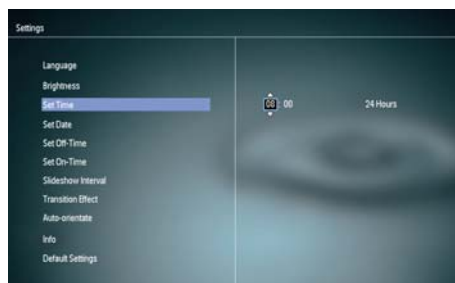 Settings
Language
Brightness
Set Time
08 : 00 24 Hours
Set Date
Set Off-Time
Set On-Time
Slideshow Interval
Transition Effect
Auto-orientate
Info
Default Settings